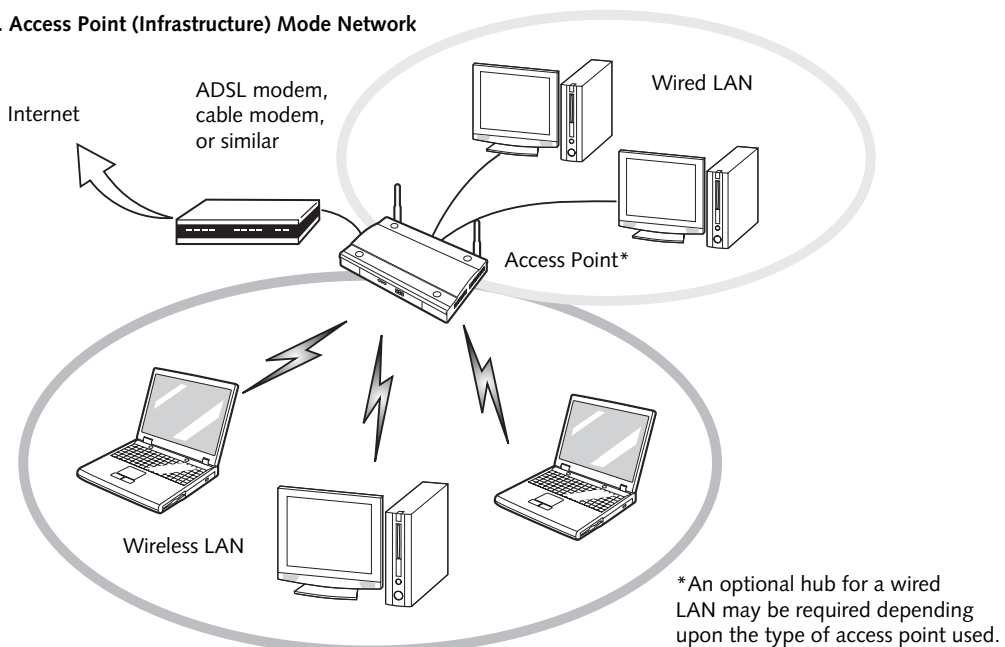 . Access Point (Infrastructure) Mode Network
Internet
ADSL modem,
cable modem,
or similar
Wired LAN
Access Point*
Wireless LAN
*An optional hub for a wired
LAN may be required depending
upon the type of access point used.